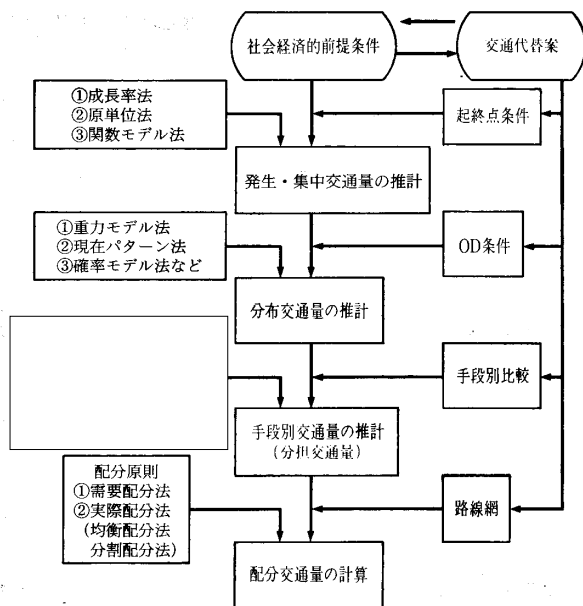 社会経済的前提条件
交通代替案
①成長率法
②原単位法
③関数モデル法
起終点条件
発生・集中交通量の推計
①重力モデル法
②現在パターン法
③確率モデル法など
OD条件
分布交通量の推計
手段別比較
手段別交通量の推計
(分担交通量)
配分原則
①需要配分法
②実際配分法
(均衡配分法
分割配分法)
路線網
配分交通量の計算